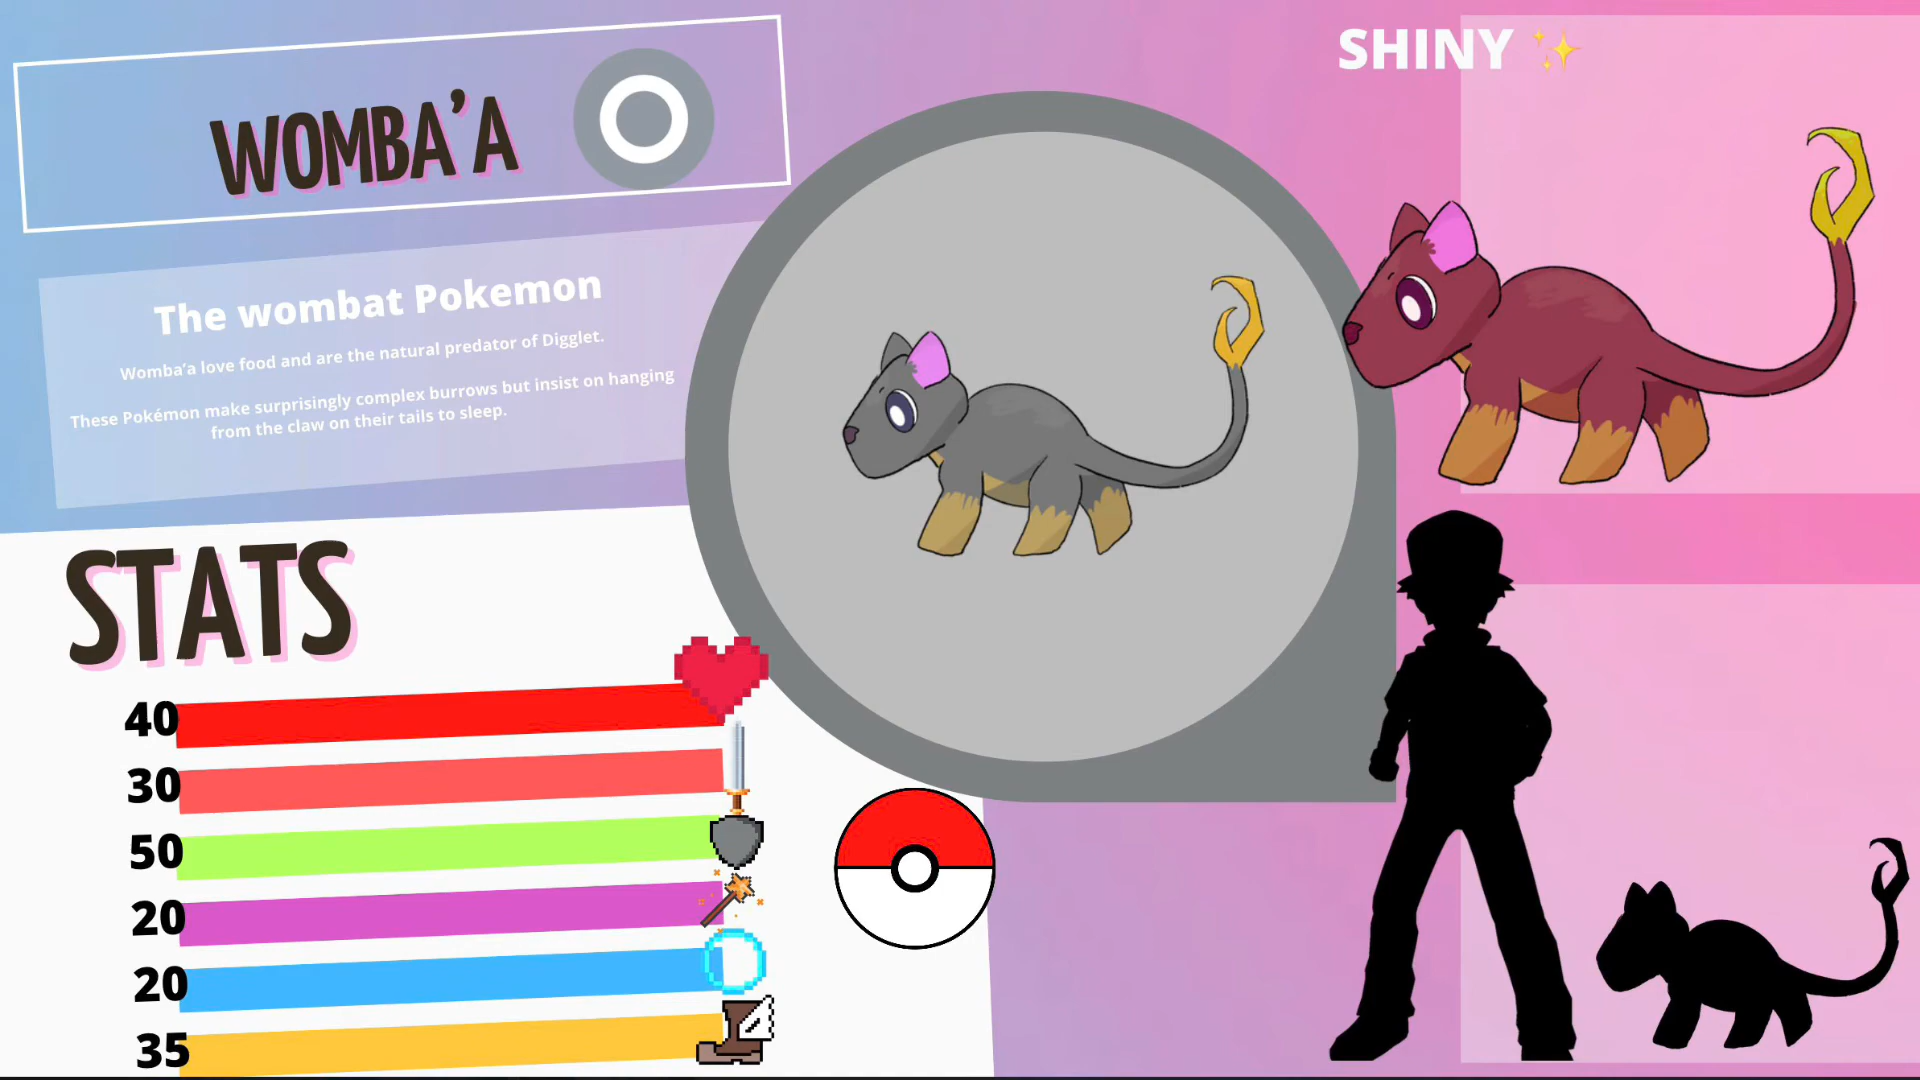 WOMBA'A
SHINY ✨
The wombat Pokemon
Womba'a love food and are the natural predator of Digglet.
These Pokémon make surprisingly complex burrows but insist on hanging
from the claw on their tails to sleep.
STATS
40
30
50
20
20
35